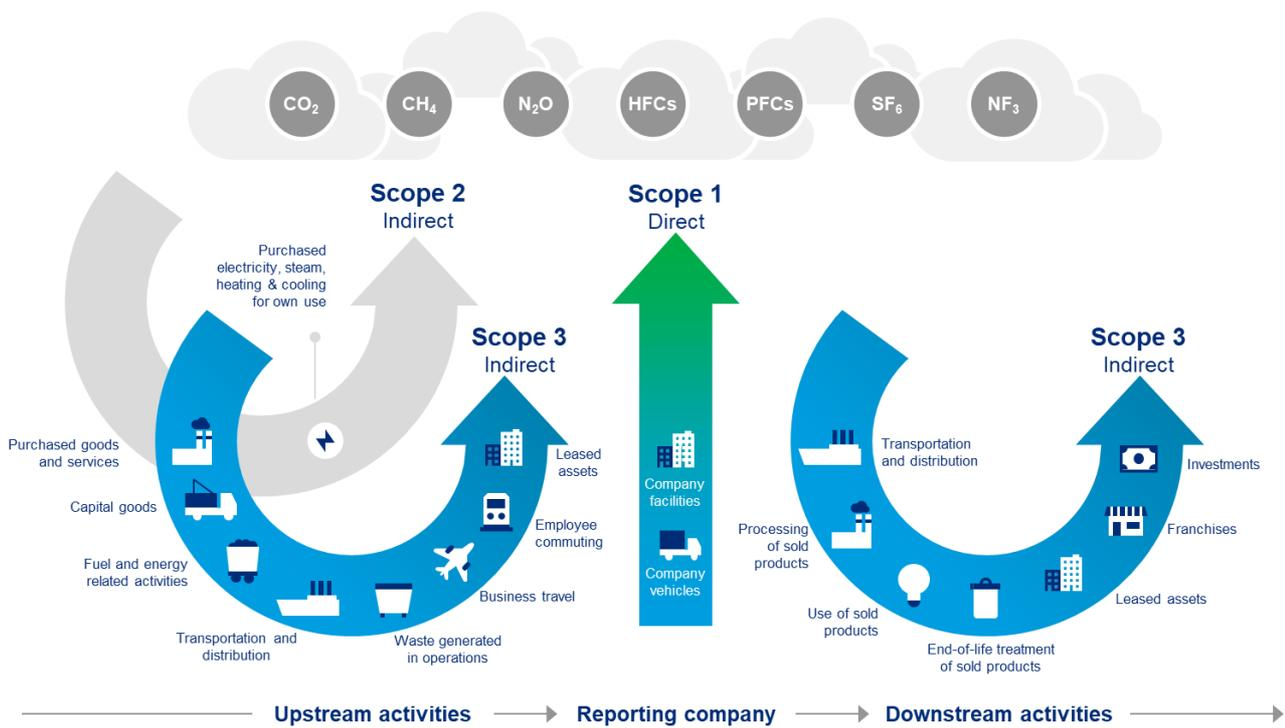 CO₂
CH₄
N₂O
HFCs
PFCs
SF₆
NF₃
Scope 2
Indirect
Purchased
electricity, steam,
heating & cooling
for own use
Scope 1
Direct
Scope 3
Indirect
Purchased goods
and services
Capital goods
Fuel and energy
related activities
Transportation and
distribution
Waste generated
in operations
Business travel
Employee
commuting
Leased
assets
Company
facilities
Company
vehicles
Scope 3
Indirect
Transportation
and distribution
Processing
of sold
products
Use of sold
products
End-of-life treatment
of sold products
Leased assets
Franchises
Investments
Upstream activities
Reporting company
Downstream activities